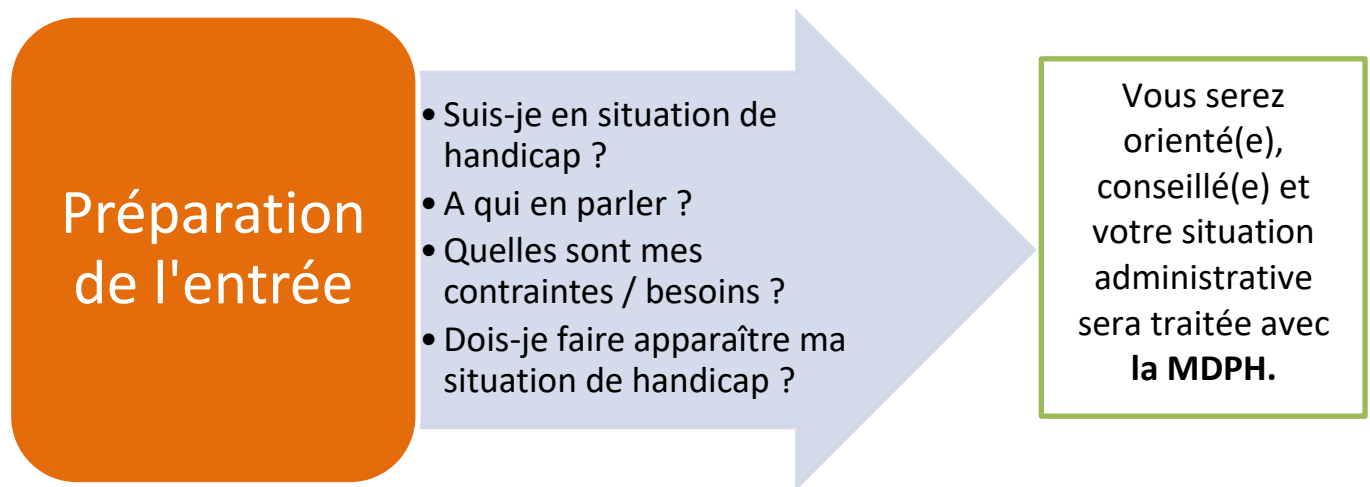 Préparation
de l'entrée
• Suis-je en situation de
handicap ?
• A qui en parler ?
• Quelles sont mes
contraintes / besoins ?
• Dois-je faire apparaître ma
situation de handicap ?
Vous serez
orienté(e),
conseillé(e) et
votre situation
administrative
sera traitée avec
la MDPH.